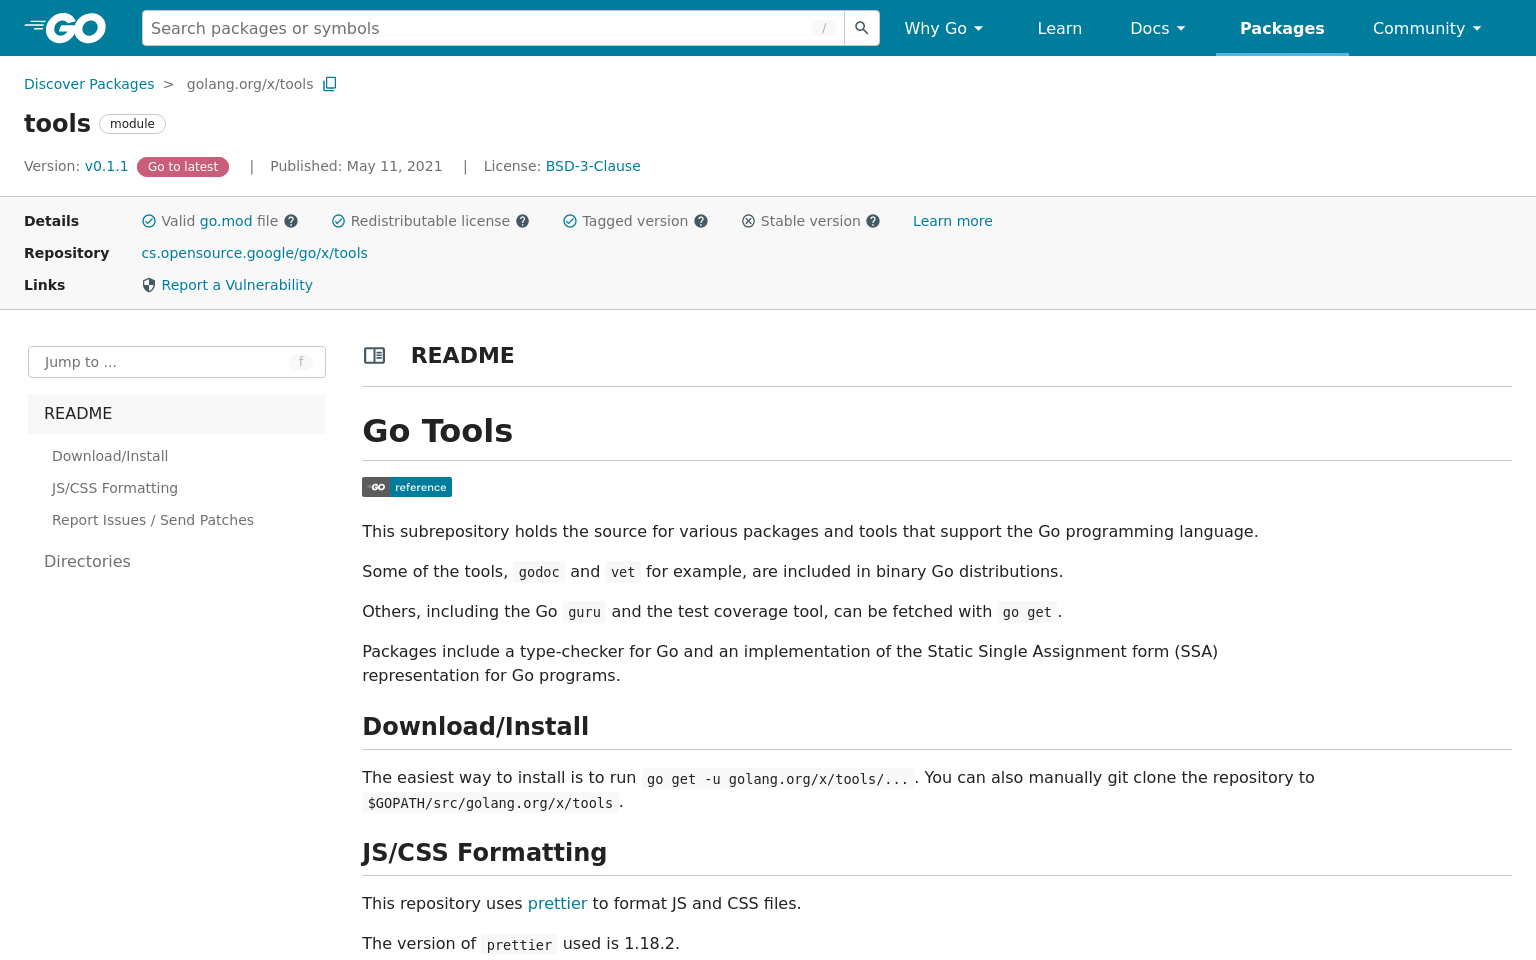 GO Search packages or symbols / Why Go Learn Docs Packages Community
Discover Packages > golang.org/x/tools
tools module
Version: v0.1.1 Go to latest | Published: May 11, 2021 | License: BSD-3-Clause
Details Valid go.mod file Redistributable license Tagged version Stable version Learn more
Repository cs.opensource.google/go/x/tools
Links Report a Vulnerability
Jump to ... f
README
Download/Install
JS/CSS Formatting
Report Issues / Send Patches
Directories
README
Go Tools
GO reference
This subrepository holds the source for various packages and tools that support the Go programming language.
Some of the tools, godoc and vet for example, are included in binary Go distributions.
Others, including the Go guru and the test coverage tool, can be fetched with go get.
Packages include a type-checker for Go and an implementation of the Static Single Assignment form (SSA)
representation for Go programs.
Download/Install
The easiest way to install is to run go get -u golang.org/x/tools/.... You can also manually git clone the repository to
$GOPATH/src/golang.org/x/tools.
JS/CSS Formatting
This repository uses prettier to format JS and CSS files.
The version of prettier used is 1.18.2.